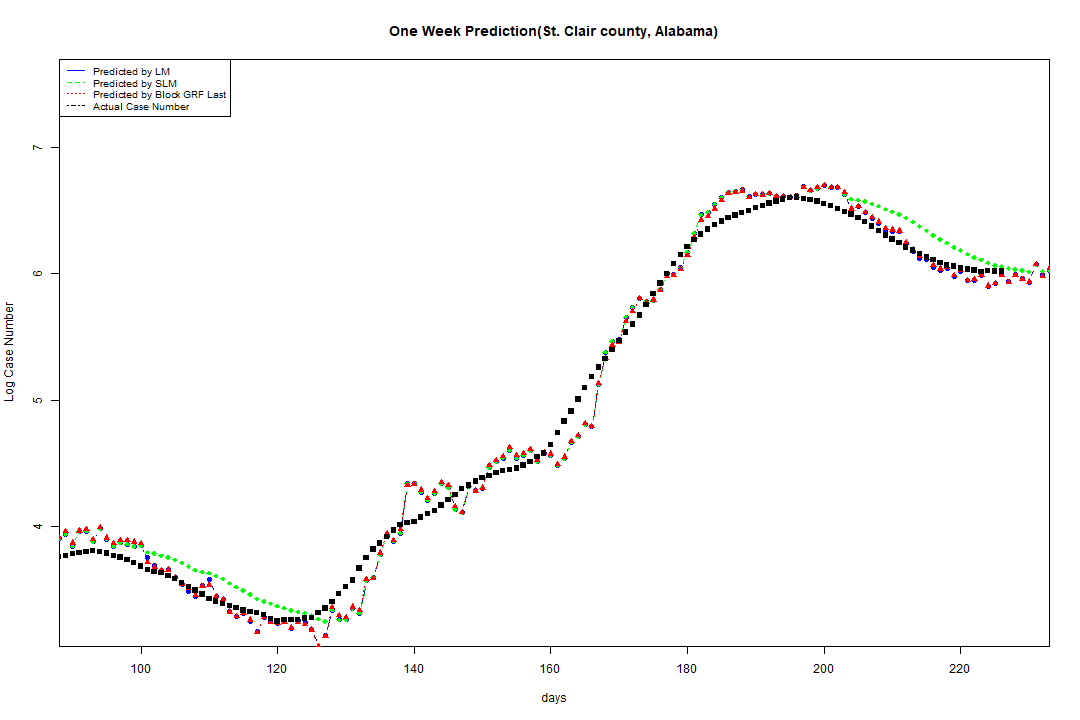 One Week Prediction(St. Clair county, Alabama)
Predicted by LM
Predicted by SLM
Predicted by Block GRF Last
Actual Case Number
7
6
5
4
Log Case Number
100 120 140 160 180 200 220
days